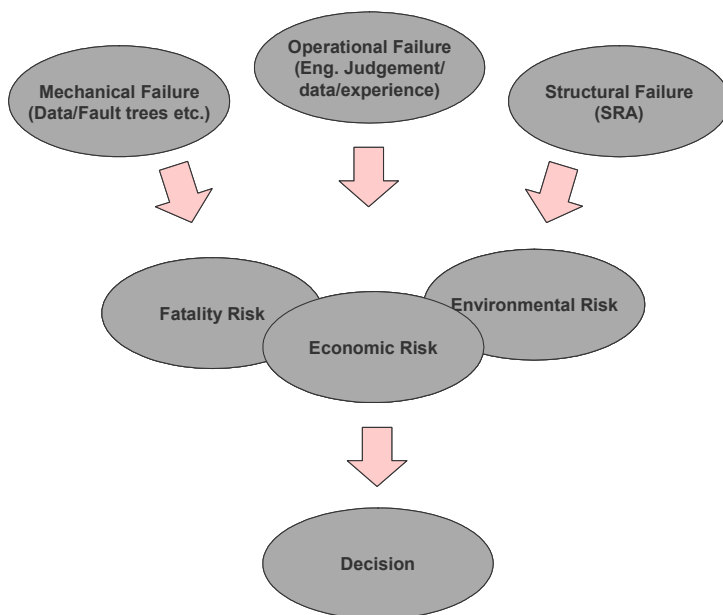 Operational Failure
(Eng. Judgement/
data/experience)
Mechanical Failure
(Data/Fault trees etc.)
Structural Failure
(SRA)
Fatality Risk
Environmental Risk
Economic Risk
Decision